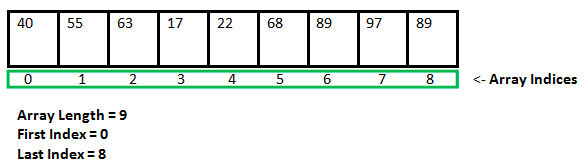 40 55 63 17 22 68 89 97 89
0 1 2 3 4 5 6 7 8 <- Array Indices
Array Length = 9
First Index = 0
Last Index = 8